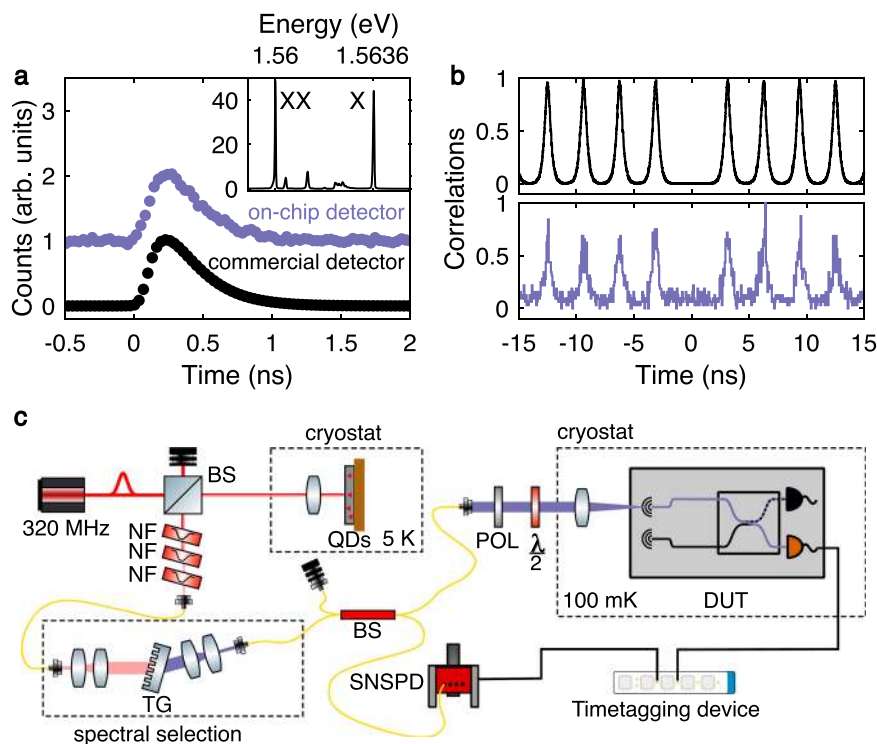 a
Energy (eV)
1.56 1.5636
Counts (arb. units)
3
2
1
0
40
20
0
XX X
on-chip detector
commercial detector
-0.5 0 0.5 1 1.5 2
Time (ns)
b
Correlations
1
0.5
0
1
0.5
0
-15 -10 -5 0 5 10 15
Time (ns)
c
320 MHz
BS
cryostat
QDs 5 K
NF
NF
NF
TG
spectral selection
BS
SNSPD
POL
λ
2
cryostat
100 mK
DUT
Timetagging device